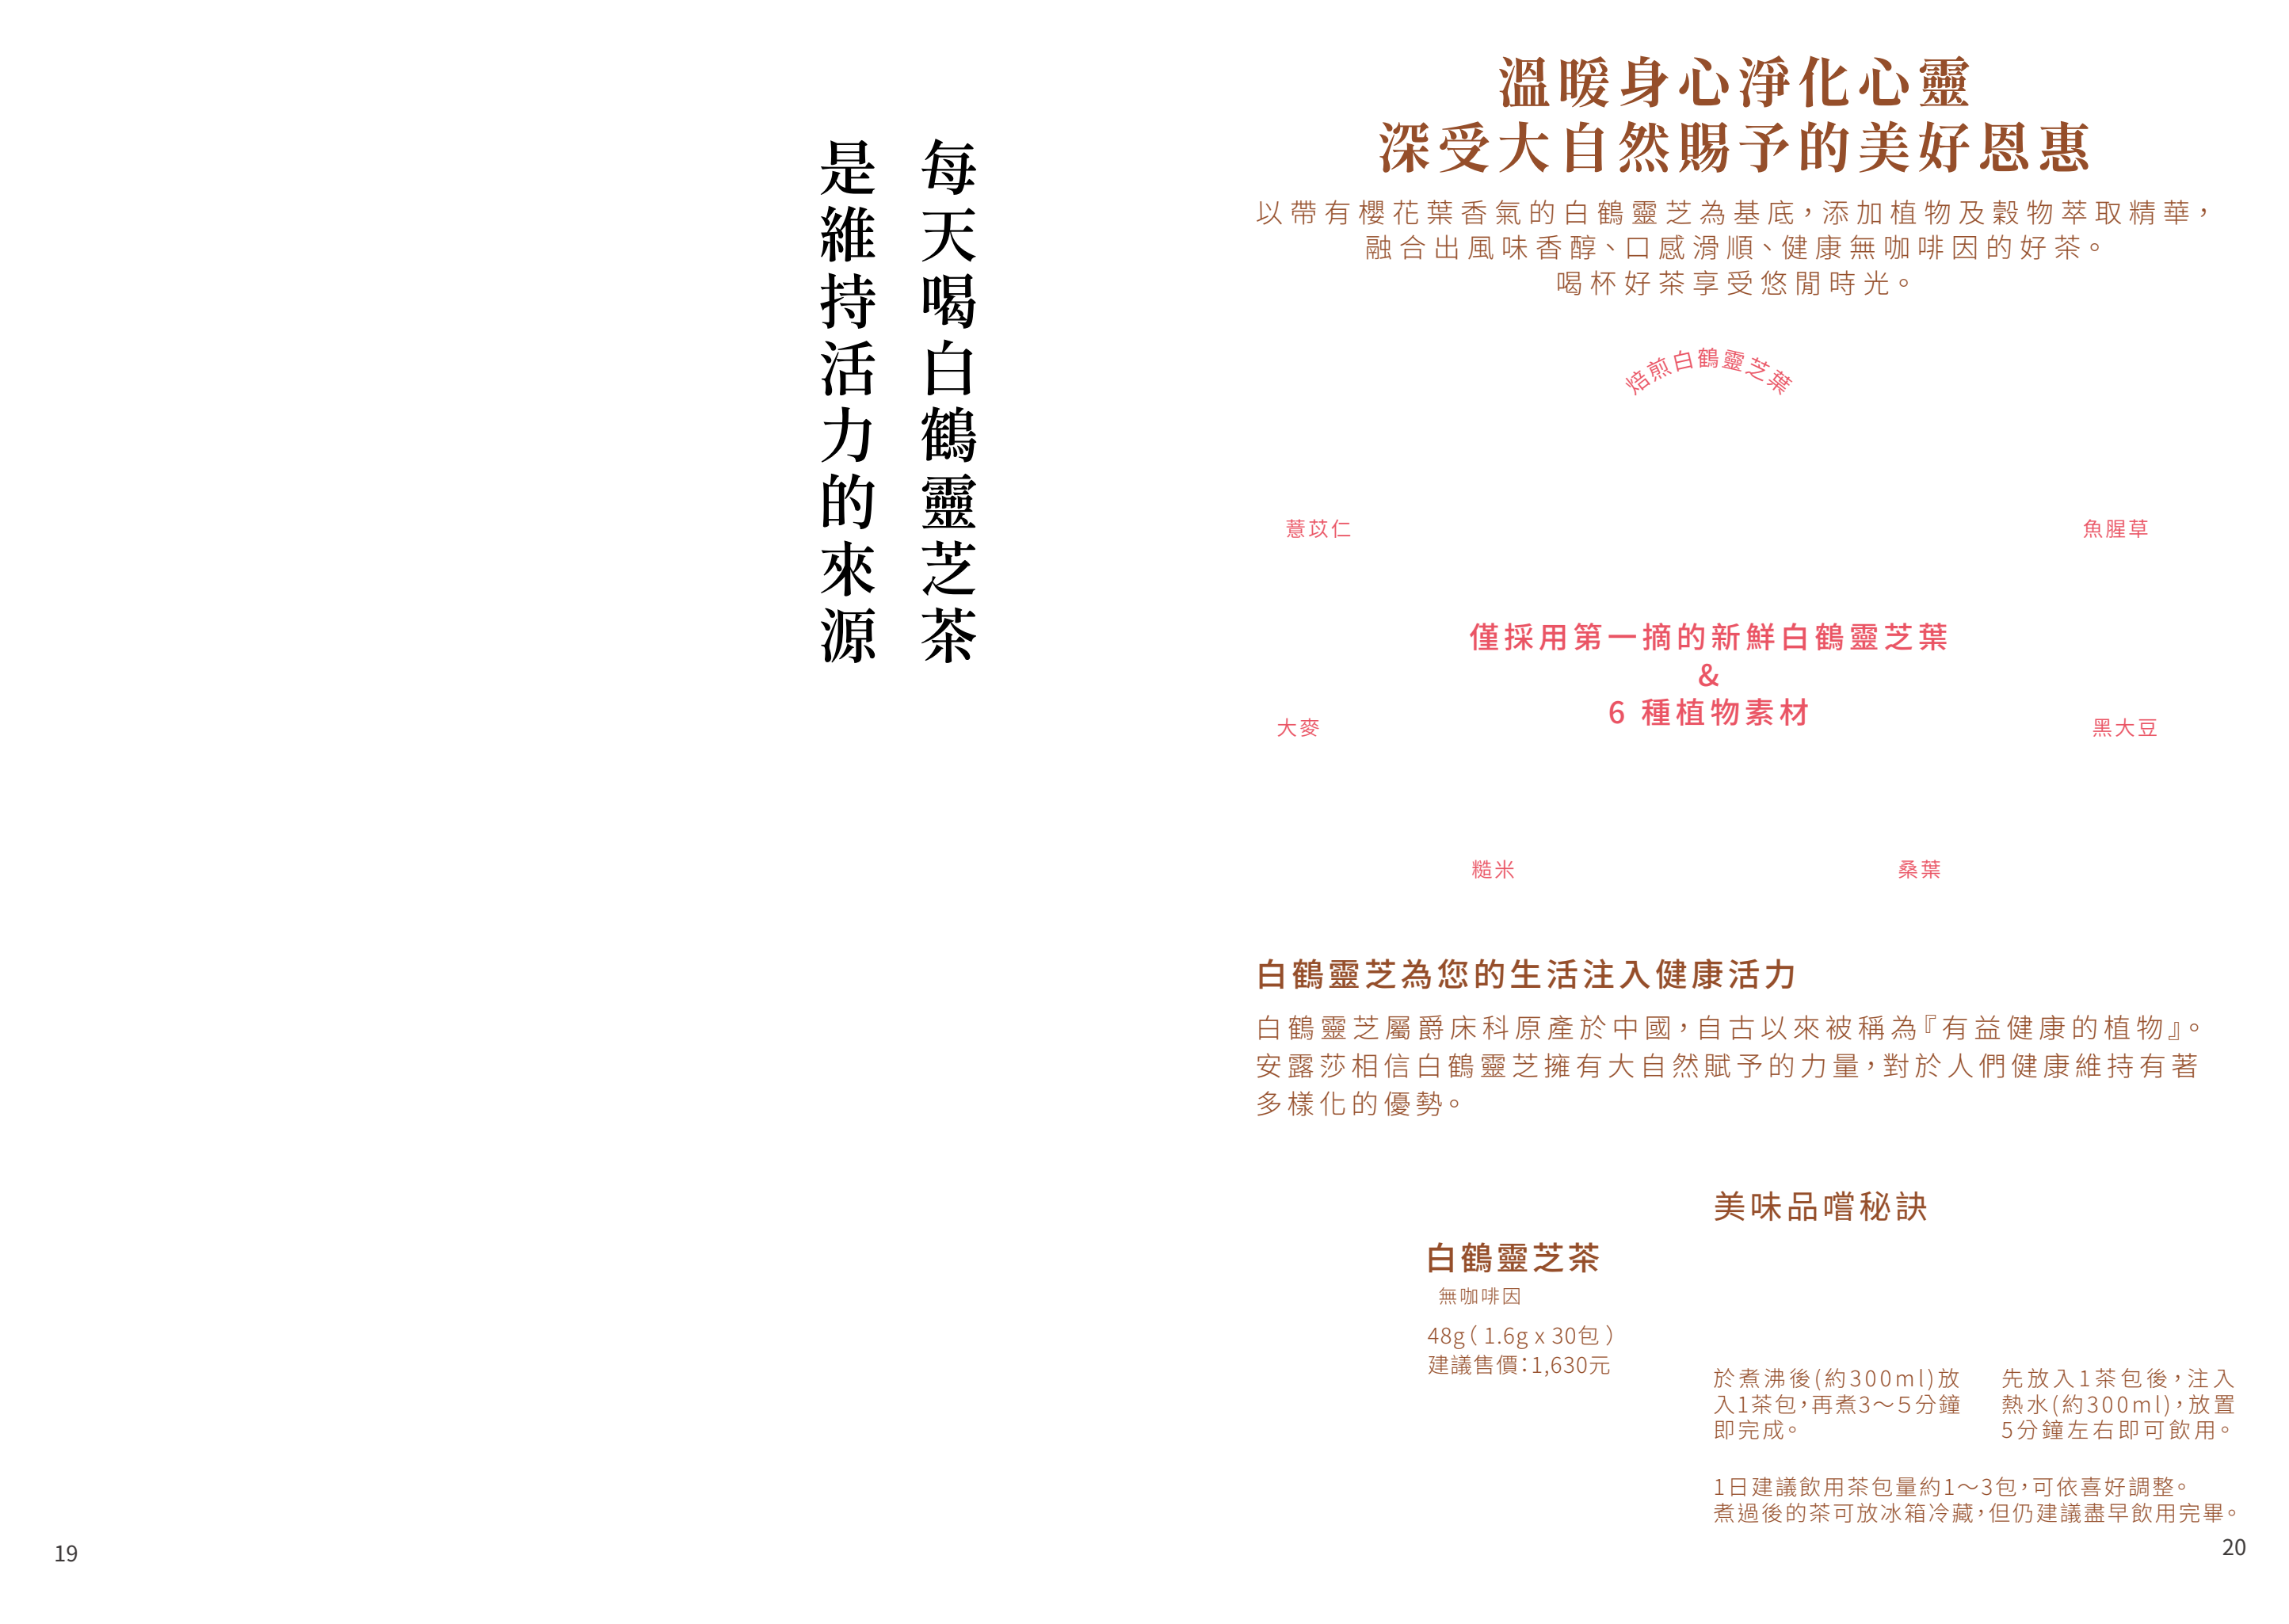 每天喝白鶴靈芝茶
是維持活力的來源
19
溫暖身心淨化心靈
深受大自然賜予的美好恩惠
以帶有櫻花葉香氣的白鶴靈芝為基底，添加植物及穀物萃取精華，
融合出風味香醇、口感滑順、健康無咖啡因的好茶。
喝杯好茶享受悠閒時光。
焙煎白鶴靈芝葉
薏苡仁
魚腥草
僅採用第一摘的新鮮白鶴靈芝葉
&
6 種植物素材
大麥
黑大豆
糙米
桑葉
白鶴靈芝為您的生活注入健康活力
白鶴靈芝屬爵床科原產於中國，自古以來被稱為『有益健康的植物』。
安露莎相信白鶴靈芝擁有大自然賦予的力量，對於人們健康維持有著
多樣化的優勢。
白鶴靈芝茶
無咖啡因
48g（1.6g x 30包）
建議售價：1,630元
美味品嚐秘訣
於煮沸後(約300ml)放
入1茶包，再煮3～5分鐘
即完成。
先放入1茶包後，注入
熱水(約300ml)，放置
5分鐘左右即可飲用。
1日建議飲用茶包量約1～3包，可依喜好調整。
煮過後的茶可放冰箱冷藏，但仍建議盡早飲用完畢。
20